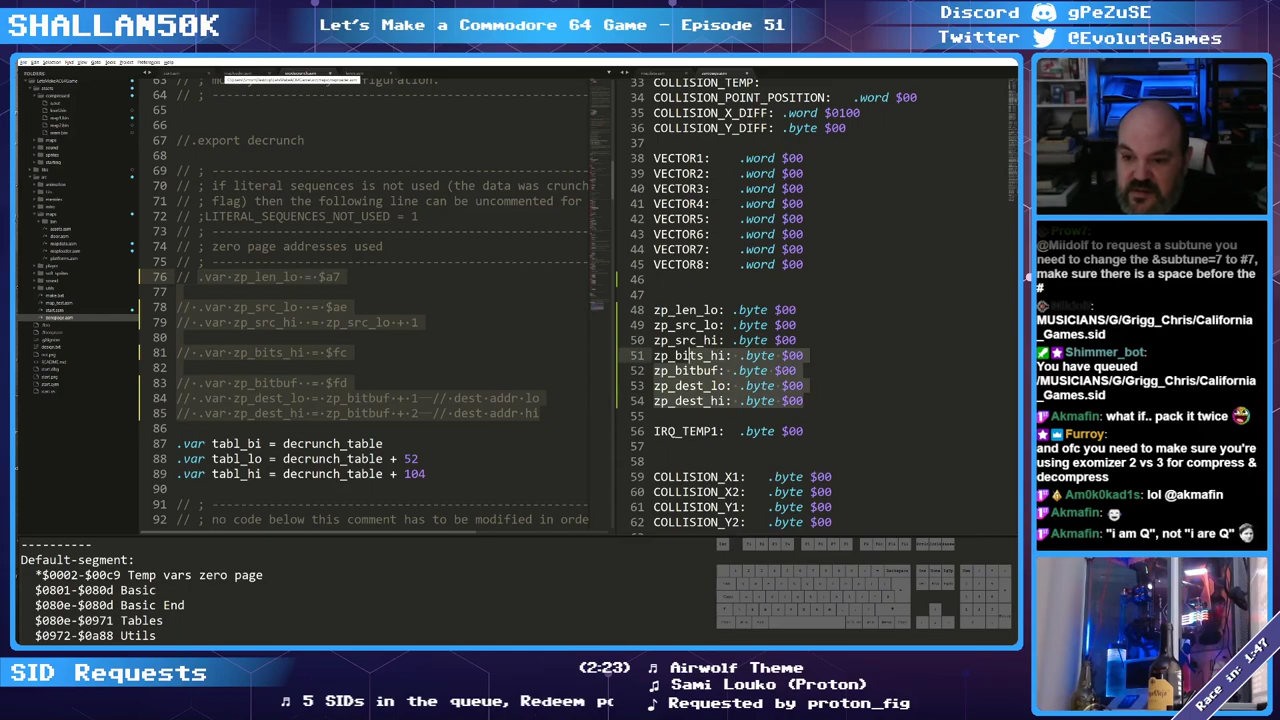 SHALLAN50K
Let's Make a Commodore 64 Game - Episode 51
Discord gPeZuSE
Twitter @EvoluteGames
63 // ; mo configuration.
64 // ; ----------
65
66
67 //.export decrunch
68
69 // ; ----------
70 // ; if literal sequences is not used (the data was crunch
71 // ; flag) then the following line can be uncommented for
72 // ;LITERAL_SEQUENCES_NOT_USED = 1
73 // ; ----------
74 // ; zero page addresses used
75 // ; ----------
76 // .var zp_len_lo = $a7
77
78 // .var zp_src_lo = $ae
79 // .var zp_src_hi = zp_src_lo + 1
80
81 // .var zp_bits_hi = $fc
82
83 // .var zp_bitbuf = $fd
84 // .var zp_dest_lo = zp_bitbuf + 1 // dest addr lo
85 // .var zp_dest_hi = zp_bitbuf + 2 // dest addr hi
86
87 .var tabl_bi = decrunch_table
88 .var tabl_lo = decrunch_table + 52
89 .var tabl_hi = decrunch_table + 104
90
91 // ; ----------
92 // ; no code below this comment has to be modified in orde
33 COLLISION_TEMP:
34 COLLISION_POINT_POSITION: .word $00
35 COLLISION_X_DIFF: .word $0100
36 COLLISION_Y_DIFF: .byte $00
37
38 VECTOR1: .word $00
39 VECTOR2: .word $00
40 VECTOR3: .word $00
41 VECTOR4: .word $00
42 VECTOR5: .word $00
43 VECTOR6: .word $00
44 VECTOR7: .word $00
45 VECTOR8: .word $00
46
47
48 zp_len_lo: .byte $00
49 zp_src_lo: .byte $00
50 zp_src_hi: .byte $00
51 zp_bits_hi: .byte $00
52 zp_bitbuf: .byte $00
53 zp_dest_lo: .byte $00
54 zp_dest_hi: .byte $00
55
56 IRQ_TEMP1: .byte $00
57
58
59 COLLISION_X1: .byte $00
60 COLLISION_X2: .byte $00
61 COLLISION_Y1: .byte $00
62 COLLISION_Y2: .byte $00
----------
Default-segment:
*$0002-$00c9 Temp vars zero page
$0801-$080d Basic
$080e-$080d Basic End
$080e-$0971 Tables
$0972-$0a88 Utils
Prow7:
@Miidolf to request a subtune you
need to change the &subtune=7 to #7,
make sure there is a space before the
#
MUSICIANS/G/Grigg_Chris/California
_Games.sid
Shimmer_bot:
You have queued
/MUSICIANS/G/Grigg_Chris/California
_Games.sid
Akmafin: what if.. pack it twice
Furroy:
and ofc you need to make sure you're
using exomizer 2 vs 3 for compress &
decompress
Am0k0kad1s: lol @akmafin
Akmafin:
Akmafin: "i am Q", not "i are Q"
Race in: 1:47
SID Requests
♬ 5 SIDs in the queue, Redeem po
(2:23) ♬ Airwolf Theme
♫ Sami Louko (Proton)
♪ Requested by proton_fig